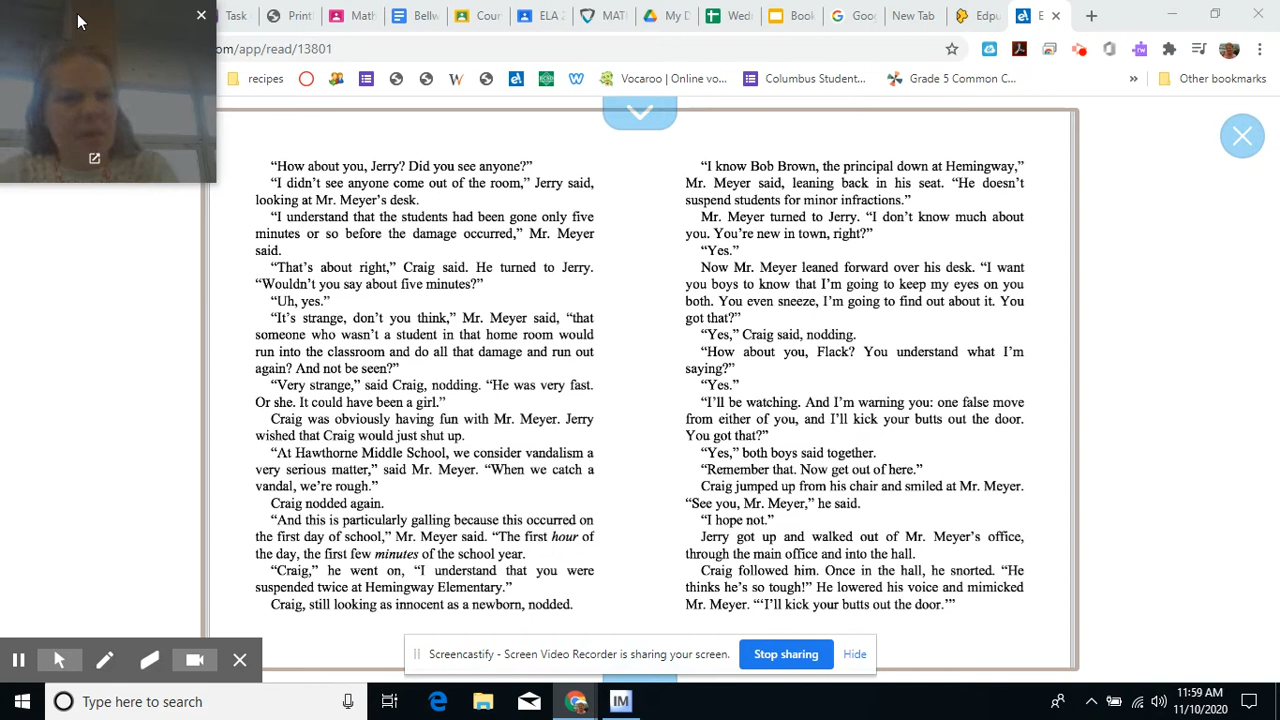 Task
Print
Math
Bellw
Cour
ELA 2
MATH
My D
Wedn
Book
Goog
New Tab
Edpu
E
om/app/read/13801
recipes
Vocaroo | Online vo...
Columbus Student...
Grade 5 Common C...
»
Other bookmarks
“How about you, Jerry? Did you see anyone?”
“I didn’t see anyone come out of the room,” Jerry said,
looking at Mr. Meyer’s desk.
“I understand that the students had been gone only five
minutes or so before the damage occurred,” Mr. Meyer
said.
“That’s about right,” Craig said. He turned to Jerry.
“Wouldn’t you say about five minutes?”
“Uh, yes.”
“It’s strange, don’t you think,” Mr. Meyer said, “that
someone who wasn’t a student in that home room would
run into the classroom and do all that damage and run out
again? And not be seen?”
“Very strange,” said Craig, nodding. “He was very fast.
Or she. It could have been a girl.”
Craig was obviously having fun with Mr. Meyer. Jerry
wished that Craig would just shut up.
“At Hawthorne Middle School, we consider vandalism a
very serious matter,” said Mr. Meyer. “When we catch a
vandal, we’re rough.”
Craig nodded again.
“And this is particularly galling because this occurred on
the first day of school,” Mr. Meyer said. “The first hour of
the day, the first few minutes of the school year.
“Craig,” he went on, “I understand that you were
suspended twice at Hemingway Elementary.”
Craig, still looking as innocent as a newborn, nodded.
“I know Bob Brown, the principal down at Hemingway,”
Mr. Meyer said, leaning back in his seat. “He doesn’t
suspend students for minor infractions.”
Mr. Meyer turned to Jerry. “I don’t know much about
you. You’re new in town, right?”
“Yes.”
Now Mr. Meyer leaned forward over his desk. “I want
you boys to know that I’m going to keep my eyes on you
both. You even sneeze, I’m going to find out about it. You
got that?”
“Yes,” Craig said, nodding.
“How about you, Flack? You understand what I’m
saying?”
“Yes.”
“I’ll be watching. And I’m warning you: one false move
from either of you, and I’ll kick your butts out the door.
You got that?”
“Yes,” both boys said together.
“Remember that. Now get out of here.”
Craig jumped up from his chair and smiled at Mr. Meyer.
“See you, Mr. Meyer,” he said.
“I hope not.”
Jerry got up and walked out of Mr. Meyer’s office,
through the main office and into the hall.
Craig followed him. Once in the hall, he snorted. “He
thinks he’s so tough!” He lowered his voice and mimicked
Mr. Meyer. “‘I’ll kick your butts out the door.’”
Screencastify - Screen Video Recorder is sharing your screen.
Stop sharing
Hide
Type here to search
IM
11:59 AM
11/10/2020